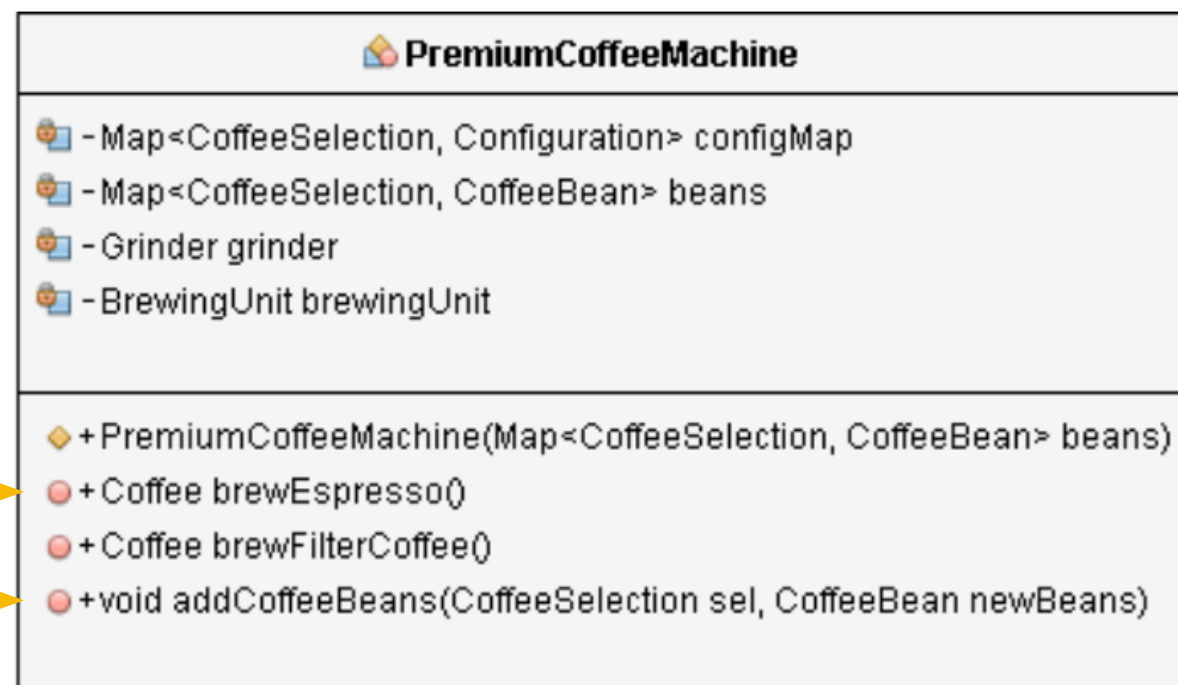 PremiumCoffeeMachine
-Map<CoffeeSelection, Configuration> configMap
-Map<CoffeeSelection, CoffeeBean> beans
-Grinder grinder
-BrewingUnit brewingUnit
+PremiumCoffeeMachine(Map<CoffeeSelection, CoffeeBean> beans)
+Coffee brewEspresso()
+Coffee brewFilterCoffee()
+void addCoffeeBeans(CoffeeSelection sel, CoffeeBean newBeans)